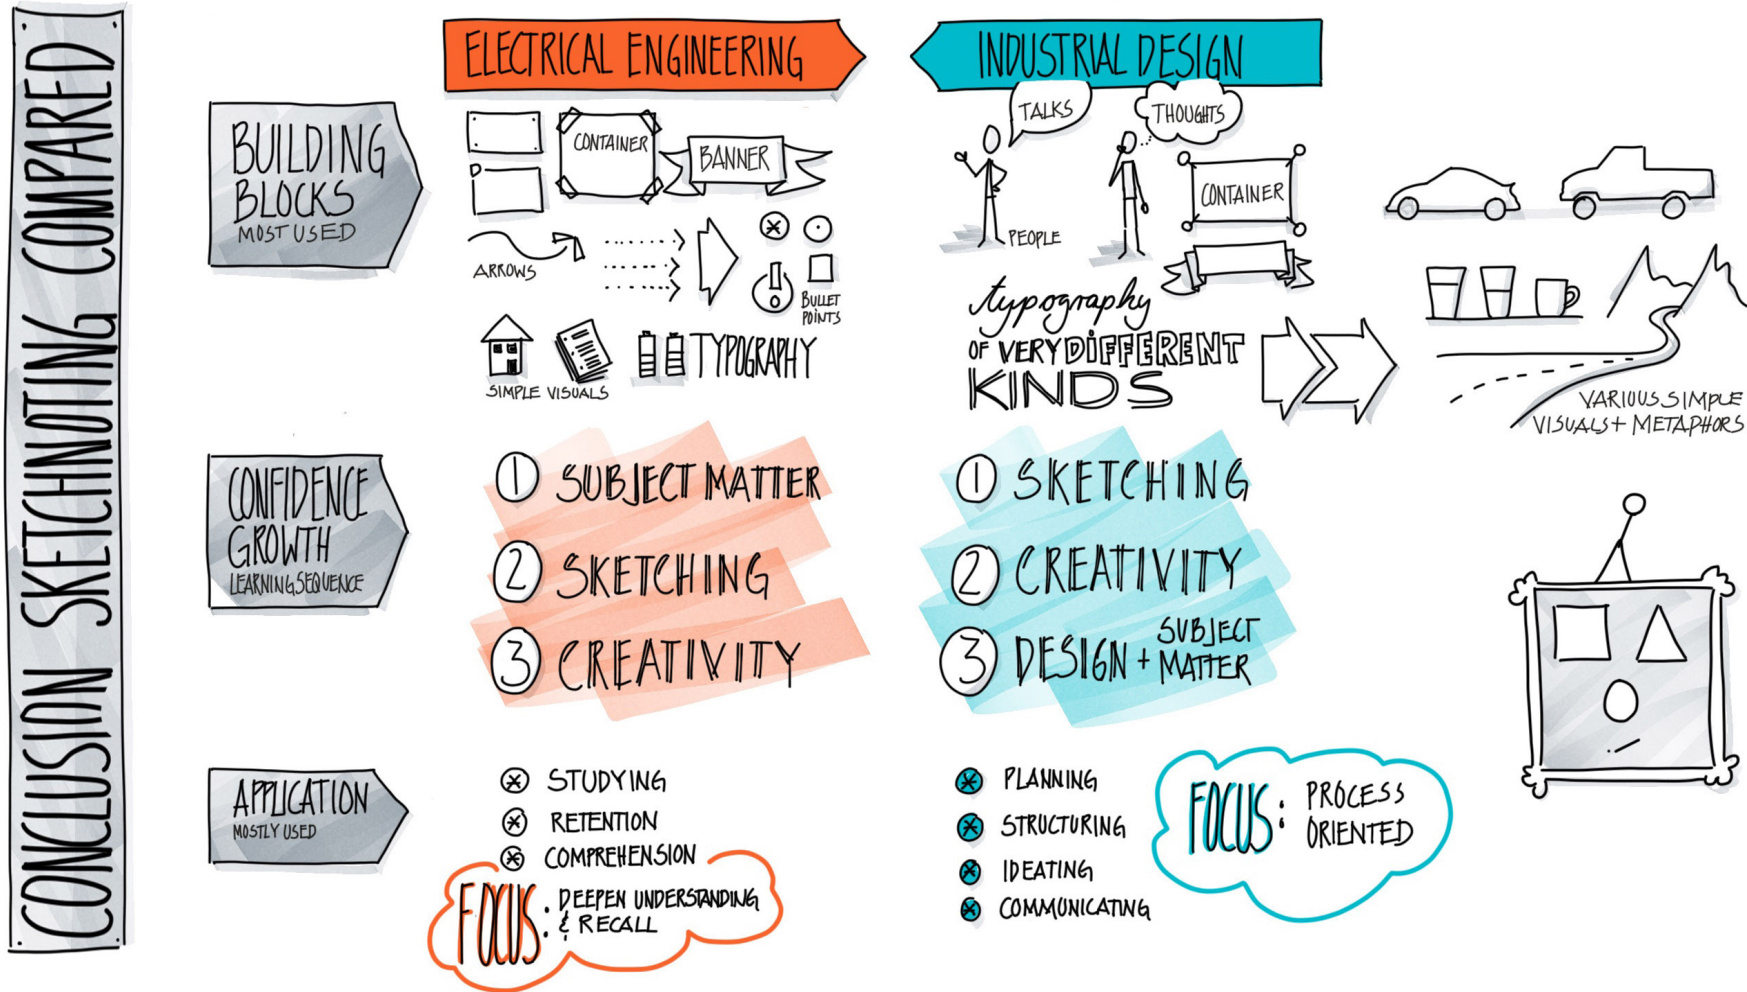 CONCLUSION SKETCHNOTING COMPARED
ELECTRICAL ENGINEERING
INDUSTRIAL DESIGN
BUILDING
BLOCKS
MOST USED
CONTAINER
BANNER
ARROWS
BULLET
POINTS
SIMPLE VISUALS
TYPOGRAPHY
TALKS
THOUGHTS
PEOPLE
CONTAINER
typography
OF VERY DIFFERENT
KINDS
VARIOUS SIMPLE
VISUALS + METAPHORS
CONFIDENCE
GROWTH
LEARNING SEQUENCE
1 SUBJECT MATTER
2 SKETCHING
3 CREATIVITY
1 SKETCHING
2 CREATIVITY
3 DESIGN + SUBJECT
MATTER
APPLICATION
MOSTLY USED
STUDYING
RETENTION
COMPREHENSION
FOCUS: DEEPEN UNDERSTANDING
& RECALL
PLANNING
STRUCTURING
IDEATING
COMMUNICATING
FOCUS: PROCESS
ORIENTED